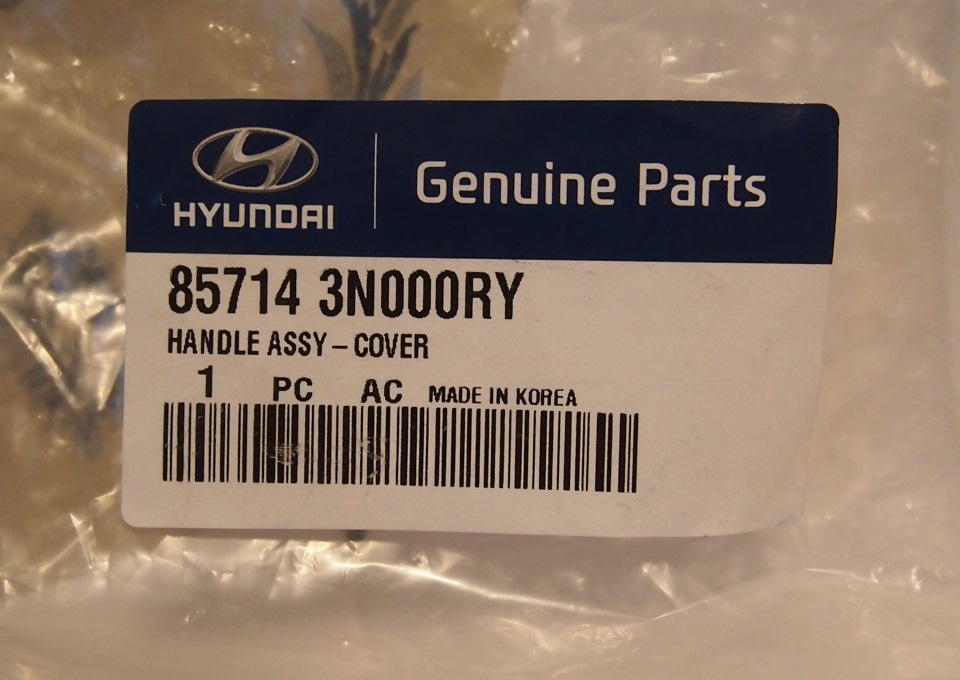 HYUNDAI
Genuine Parts
85714 3N000RY
HANDLE ASSY – COVER
1 PC AC MADE IN KOREA